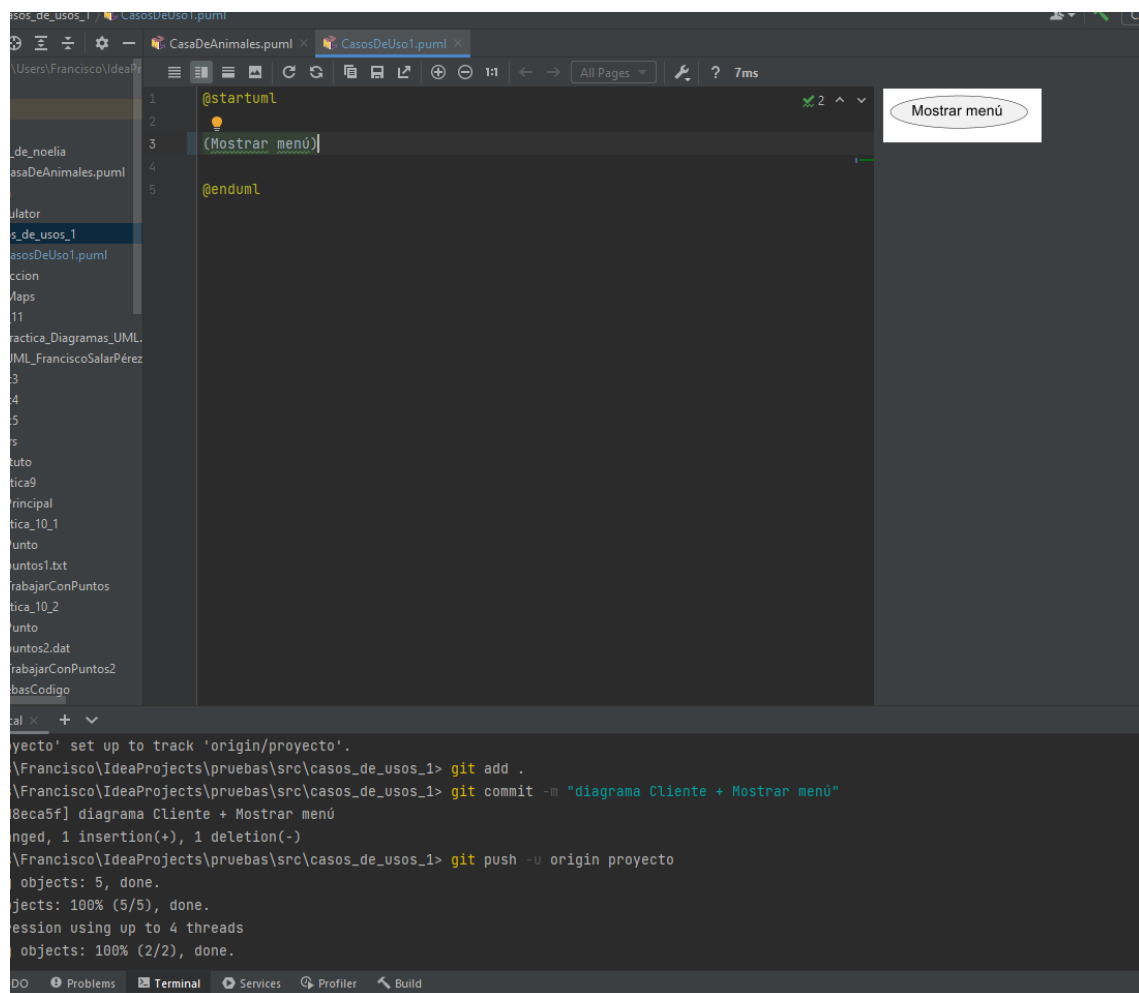 asos_de_usos_1 / CasosDeUso1.puml
CasaDeAnimales.puml × CasosDeUso1.puml ×
\Users\Francisco\IdeaPr
1:1 All Pages ? 7ms
1 @startuml
2
3 (Mostrar menú)
4
5 @enduml
2
Mostrar menú
_de_noelia
asaDeAnimales.puml
ulator
s_de_usos_1
asosDeUso1.puml
ccion
Maps
_11
ractica_Diagramas_UML.
UML_FranciscoSalarPérez
:3
:4
:5
rs
tuto
tica9
Principal
tica_10_1
Punto
puntos1.txt
TrabajarConPuntos
tica_10_2
Punto
puntos2.dat
TrabajarConPuntos2
ebasCodigo
cal × +
yecto' set up to track 'origin/proyecto'.
\Francisco\IdeaProjects\pruebas\src\casos_de_usos_1> git add .
\Francisco\IdeaProjects\pruebas\src\casos_de_usos_1> git commit -m "diagrama Cliente + Mostrar menú"
d8eca5f] diagrama Cliente + Mostrar menú
anged, 1 insertion(+), 1 deletion(-)
\Francisco\IdeaProjects\pruebas\src\casos_de_usos_1> git push -u origin proyecto
objects: 5, done.
jects: 100% (5/5), done.
ession using up to 4 threads
objects: 100% (2/2), done.
DO Problems Terminal Services Profiler Build